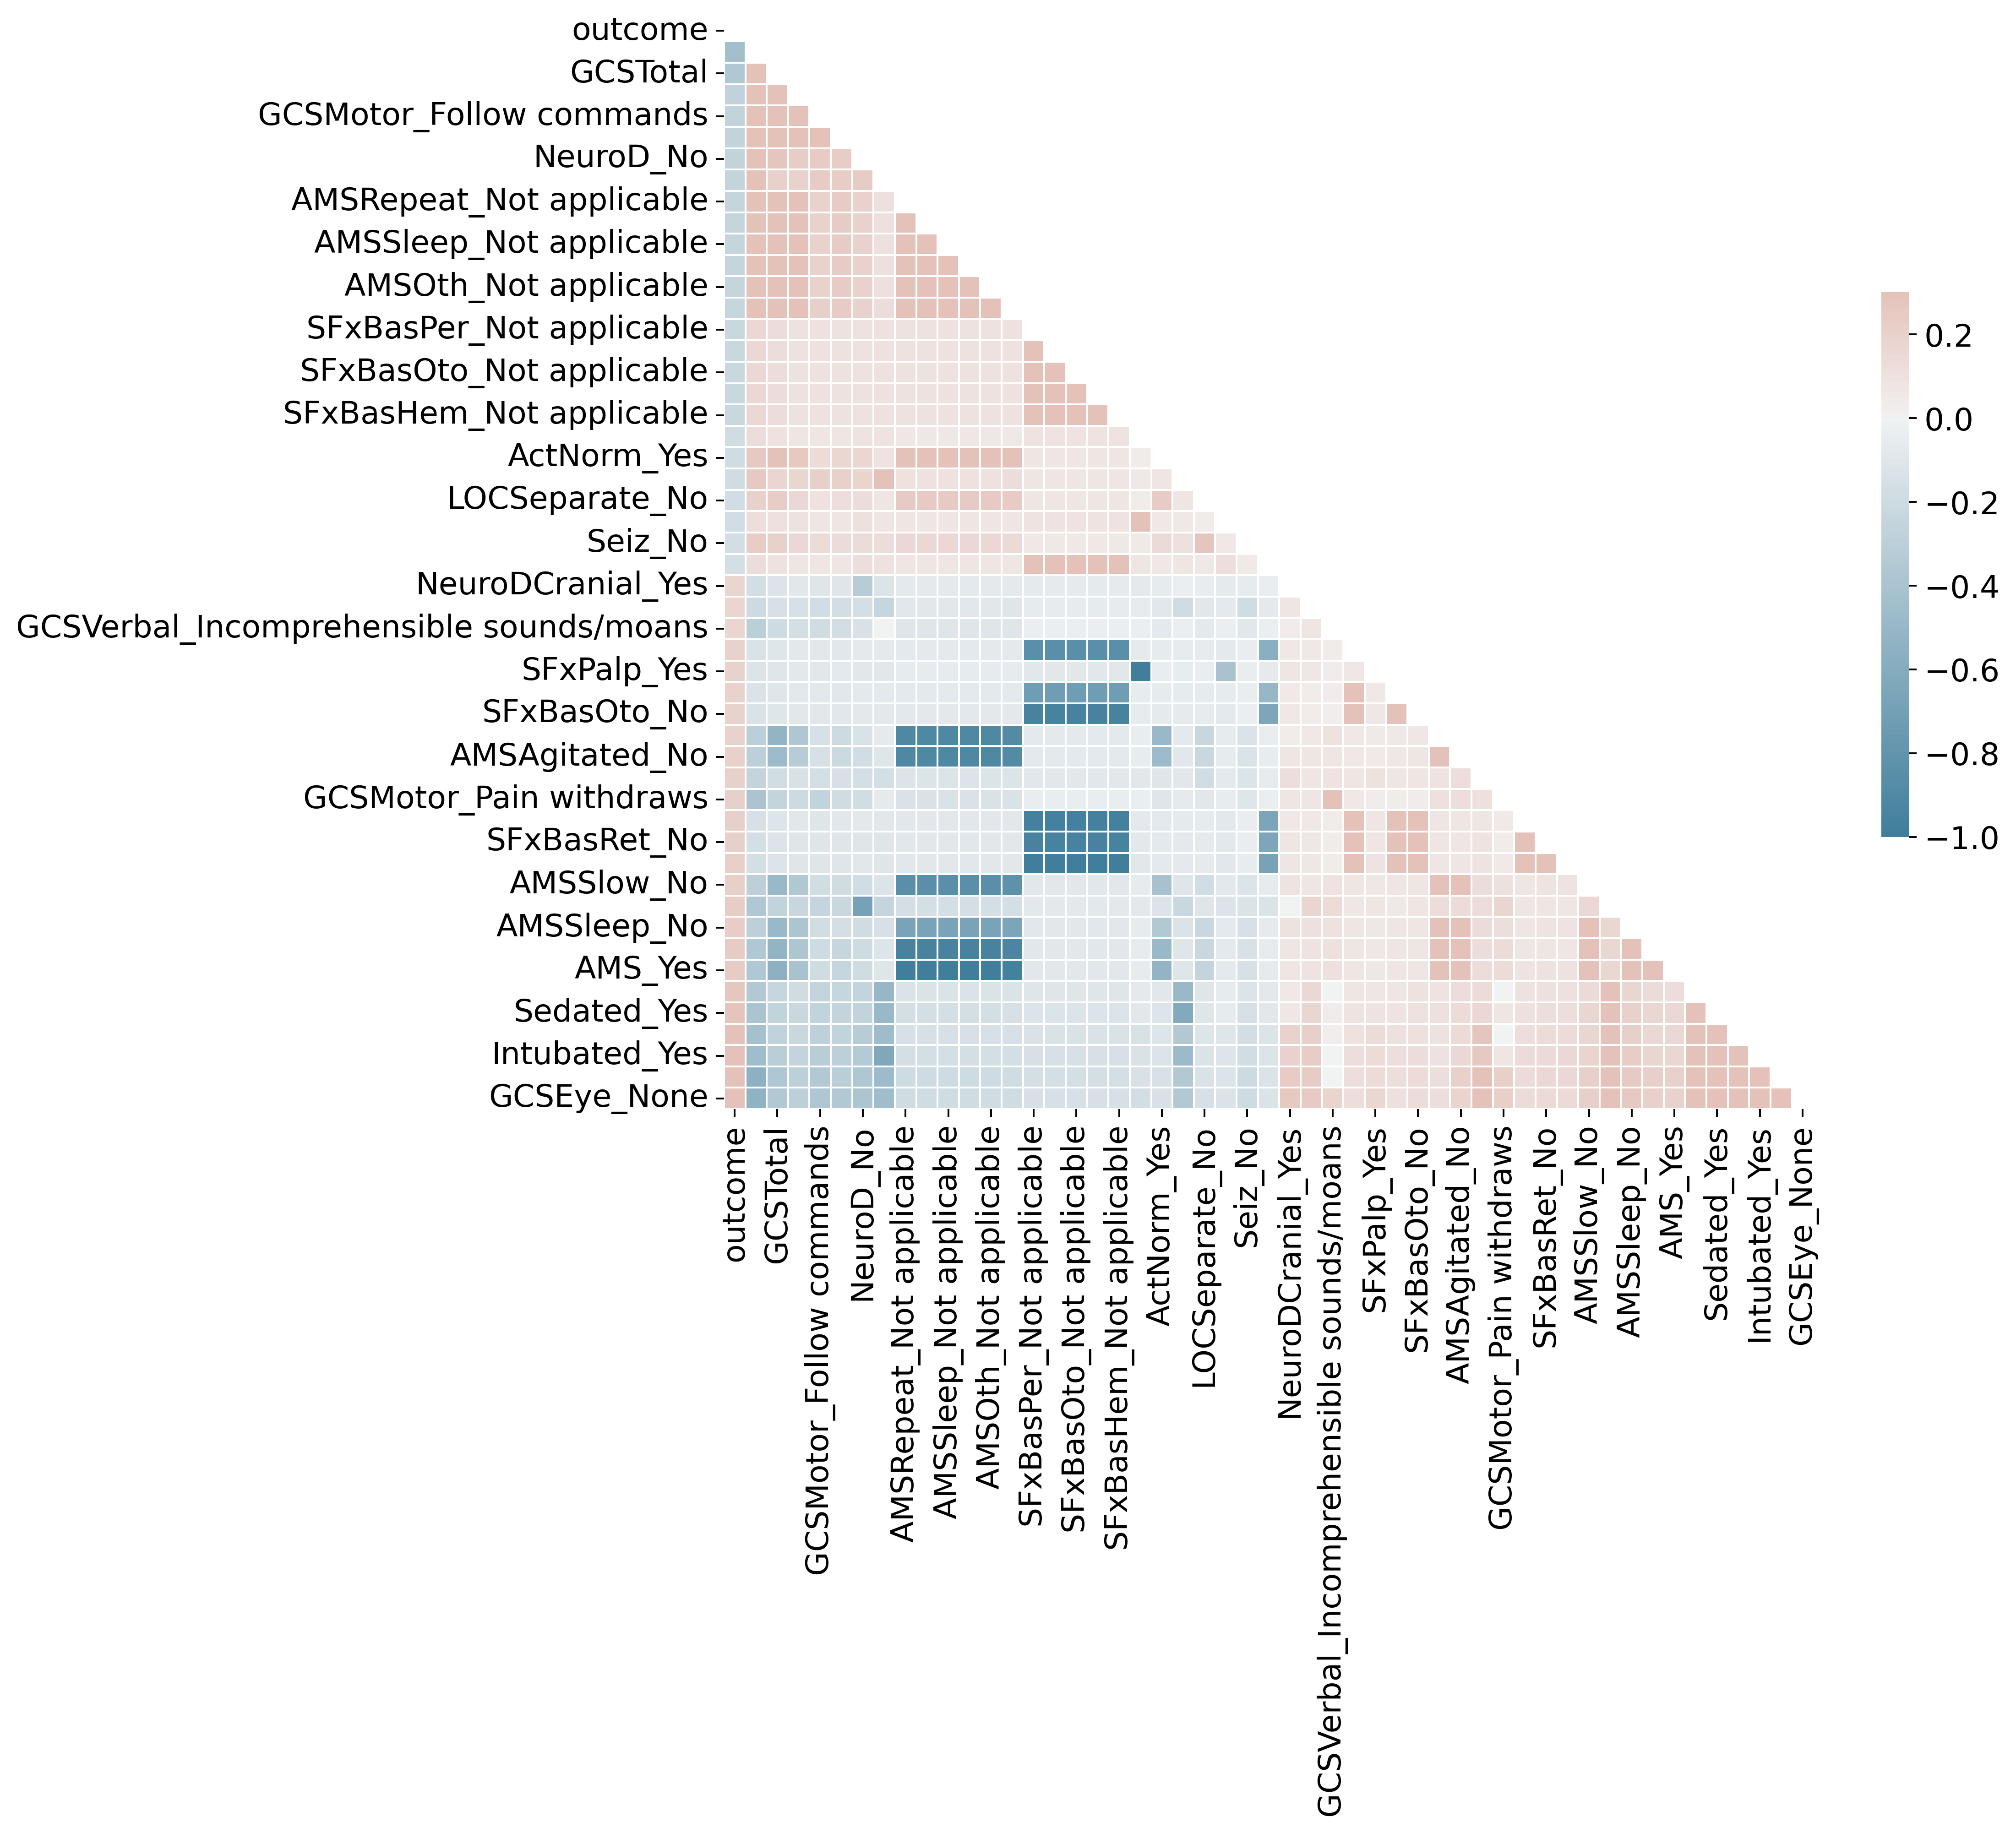 outcome
GCSTotal
GCSMotor_Follow commands
NeuroD_No
AMSRepeat_Not applicable
AMSSleep_Not applicable
AMSOth_Not applicable
SFxBasPer_Not applicable
SFxBasOto_Not applicable
SFxBasHem_Not applicable
ActNorm_Yes
LOCSeparate_No
Seiz_No
NeuroDCranial_Yes
GCSVerbal_Incomprehensible sounds/moans
SFxPalp_Yes
SFxBasOto_No
AMSAgitated_No
GCSMotor_Pain withdraws
SFxBasRet_No
AMSSlow_No
AMSSleep_No
AMS_Yes
Sedated_Yes
Intubated_Yes
GCSEye_None
outcome
GCSTotal
GCSMotor_Follow commands
NeuroD_No
AMSRepeat_Not applicable
AMSSleep_Not applicable
AMSOth_Not applicable
SFxBasPer_Not applicable
SFxBasOto_Not applicable
SFxBasHem_Not applicable
ActNorm_Yes
LOCSeparate_No
Seiz_No
NeuroDCranial_Yes
GCSVerbal_Incomprehensible sounds/moans
SFxPalp_Yes
SFxBasOto_No
AMSAgitated_No
GCSMotor_Pain withdraws
SFxBasRet_No
AMSSlow_No
AMSSleep_No
AMS_Yes
Sedated_Yes
Intubated_Yes
GCSEye_None
0.2
0.0
−0.2
−0.4
−0.6
−0.8
−1.0